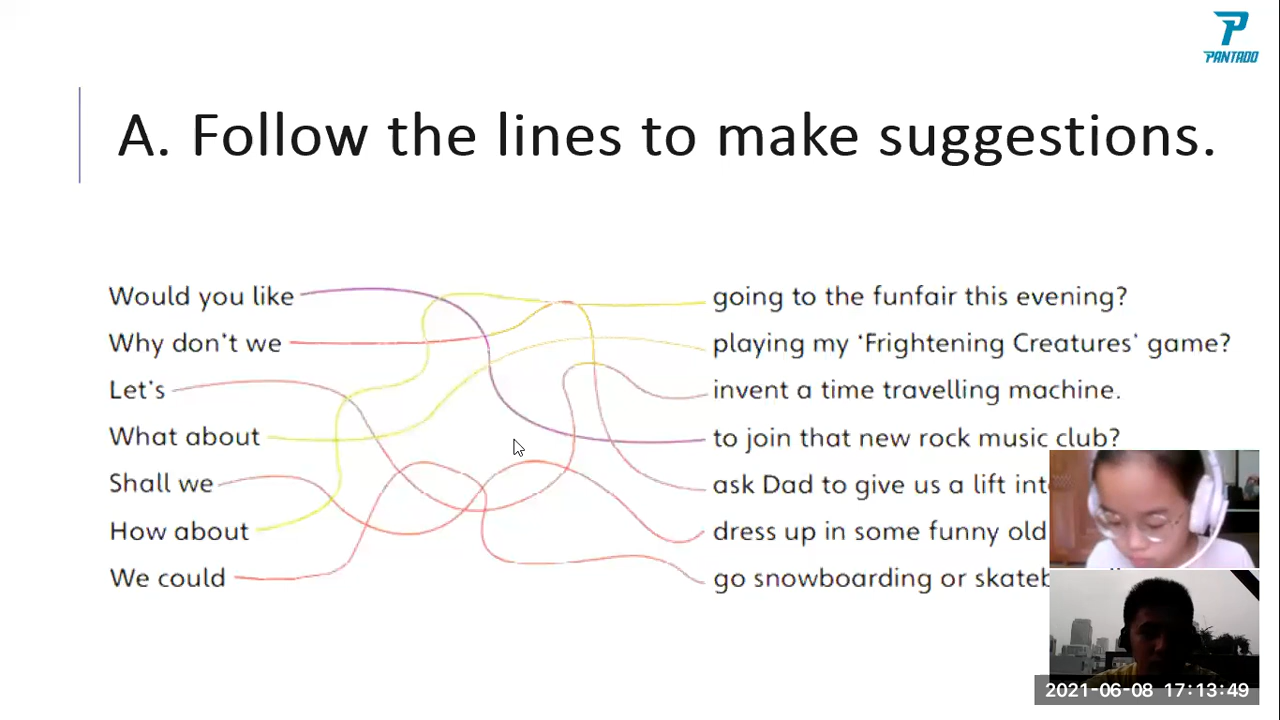 PANTADO
A. Follow the lines to make suggestions.
Would you like
Why don't we
Let's
What about
Shall we
How about
We could
going to the funfair this evening?
playing my ‘Frightening Creatures’ game?
invent a time travelling machine.
to join that new rock music club?
ask Dad to give us a lift
dress up in some funny old
go snowboarding or
2021-06-08 17:13:49